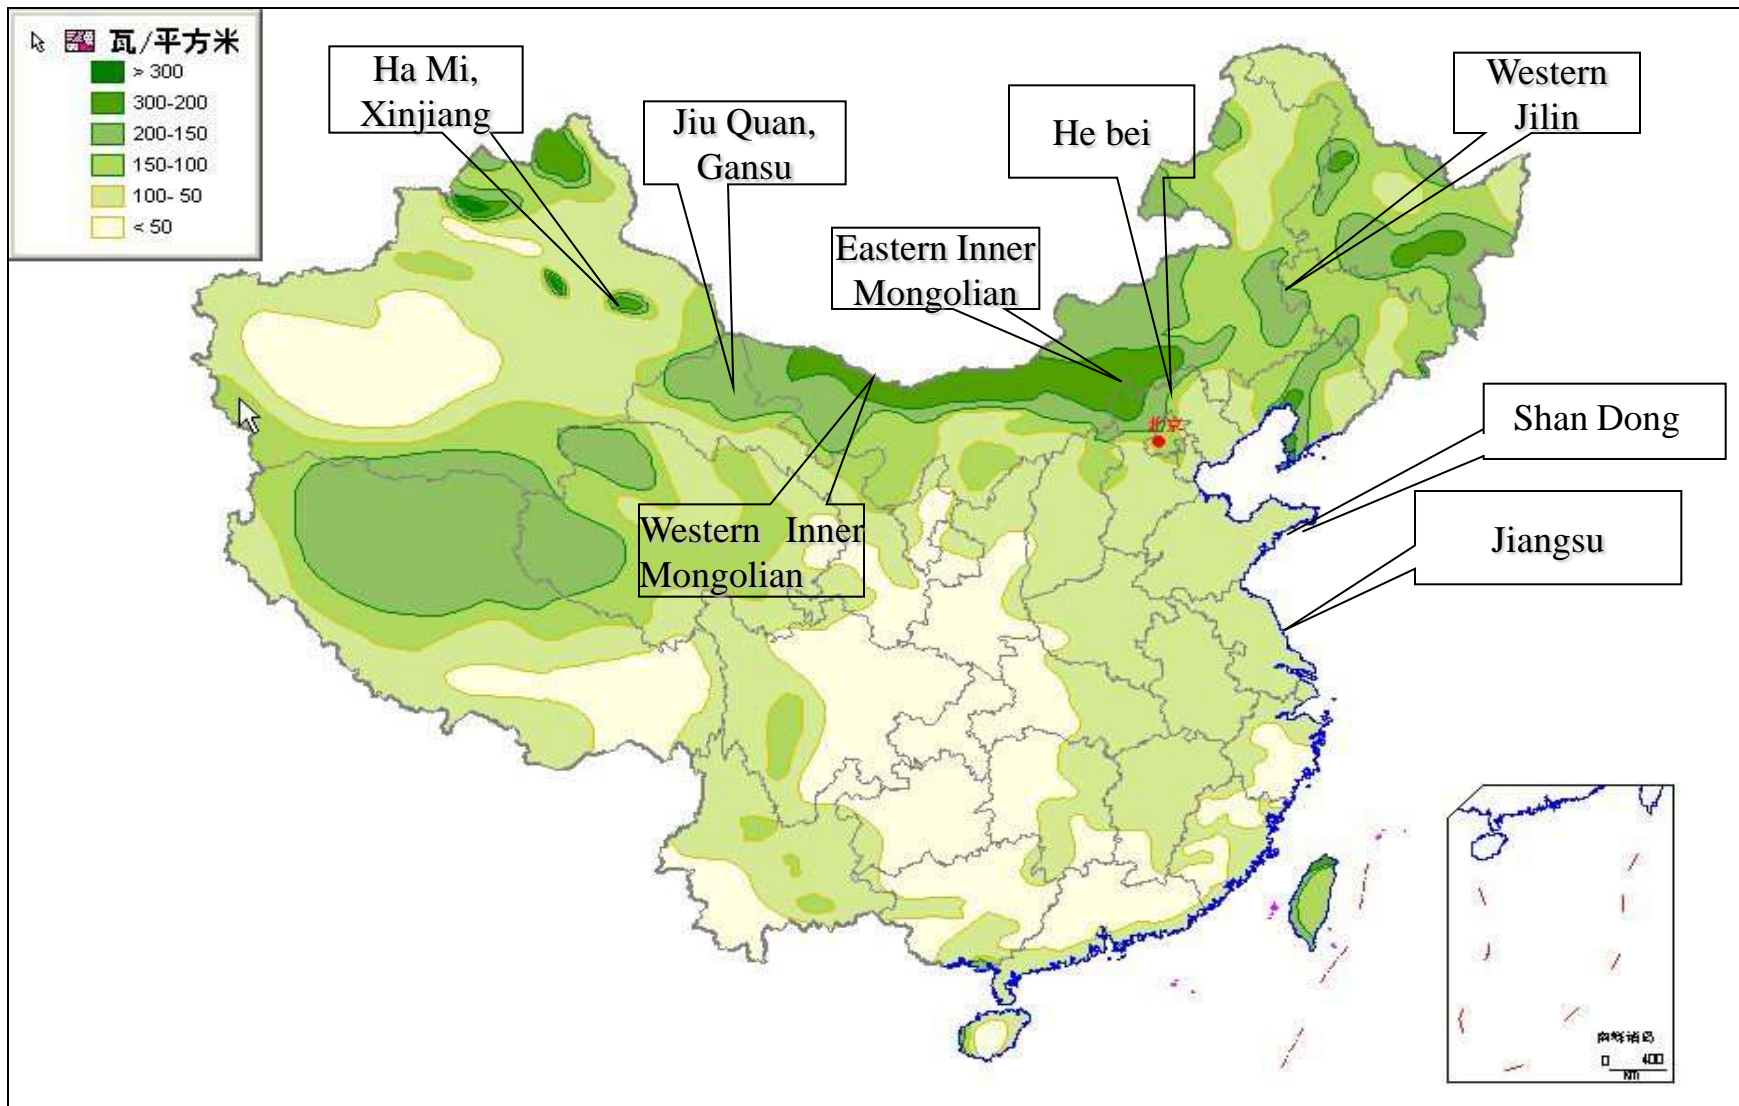 瓦/平方米
> 300
300-200
200-150
150-100
100- 50
< 50
Ha Mi,
Xinjiang
Jiu Quan,
Gansu
He bei
Western
Jilin
Eastern Inner
Mongolian
北京
Shan Dong
Western Inner
Mongolian
Jiangsu
南海诸岛
0 400
KM